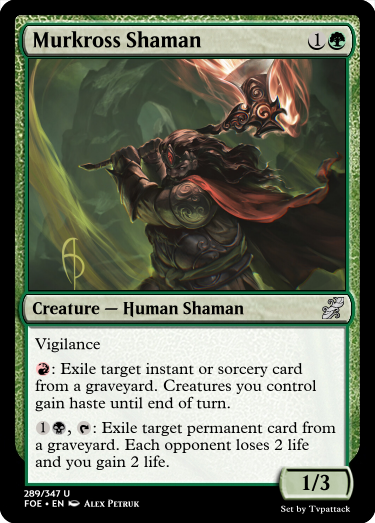 Murkross Shaman 1
Creature — Human Shaman
Vigilance
: Exile target instant or sorcery card
from a graveyard. Creatures you control
gain haste until end of turn.
1 , : Exile target permanent card from
a graveyard. Each opponent loses 2 life
and you gain 2 life.
1/3
289/347 U
FOE • EN Alex Petruk
Set by Tvpattack